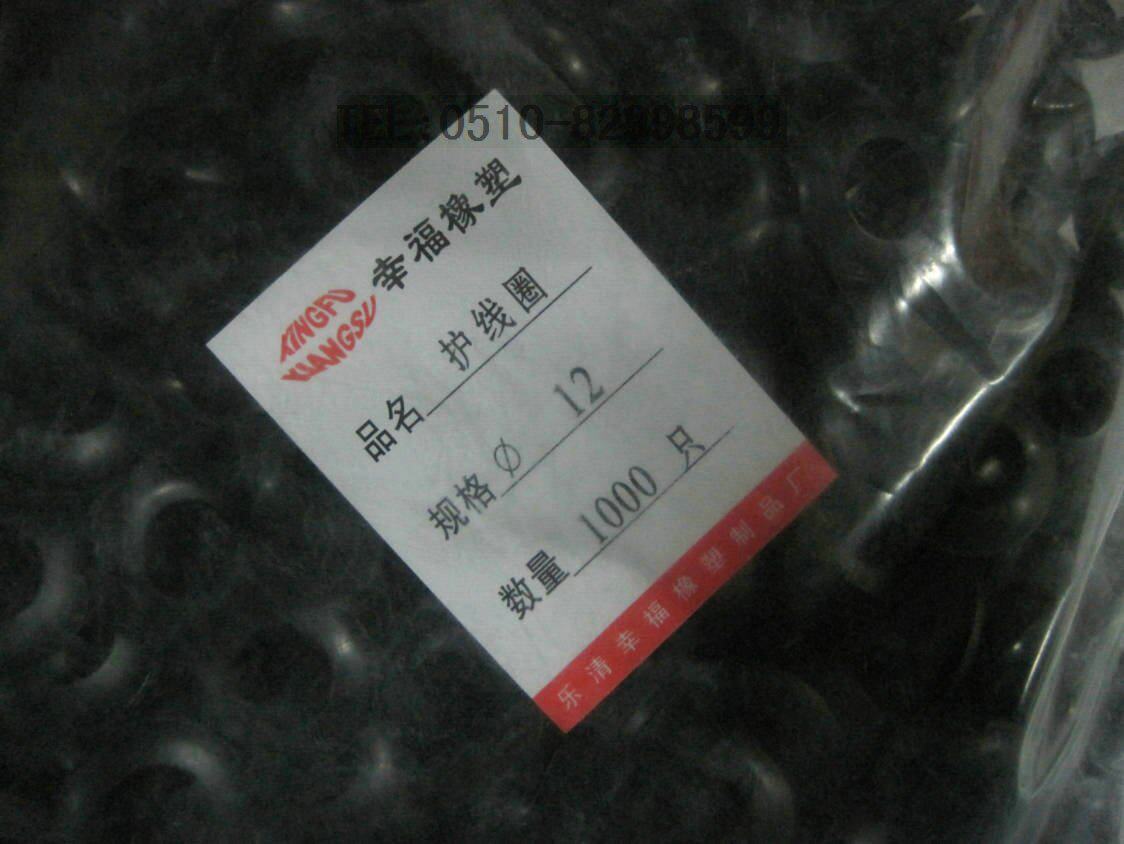 幸福橡塑
XINGFU
XIANGSU
品名 护线圈
规格 Ø 12
数量 1000 只
乐清幸福橡塑制品厂